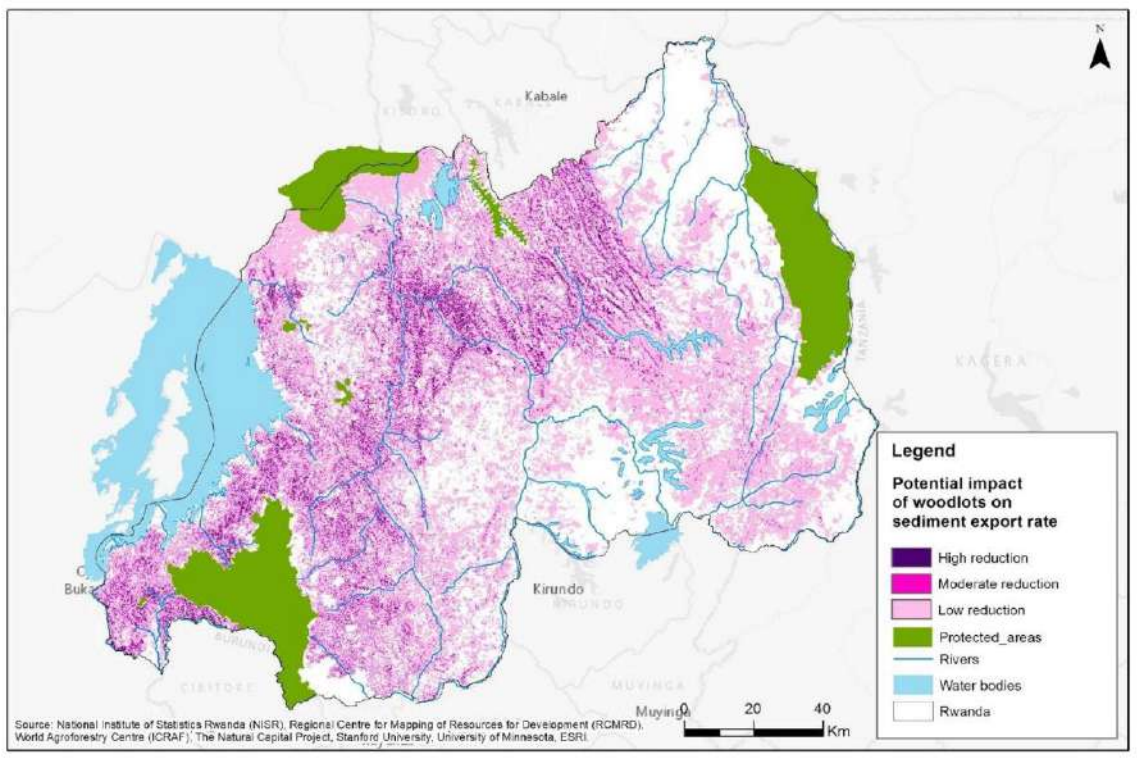 N
Kabale
KISORO
KABALE
TANZANIA
KAGERA
Legend
Potential impact
of woodlots on
sediment export rate
High reduction
Moderate reduction
Low reduction
Protected_areas
Rivers
Water bodies
Rwanda
Buka
Kirundo
KIRUNDO
BURUNDI
CIBITOKE
MUYINGA
Muyinga
0 20 40
Km
Source: National Institute of Statistics Rwanda (NISR), Regional Centre for Mapping of Resources for Development (RCMRD),
World Agroforestry Centre (ICRAF), The Natural Capital Project, Stanford University, University of Minnesota, ESRI.